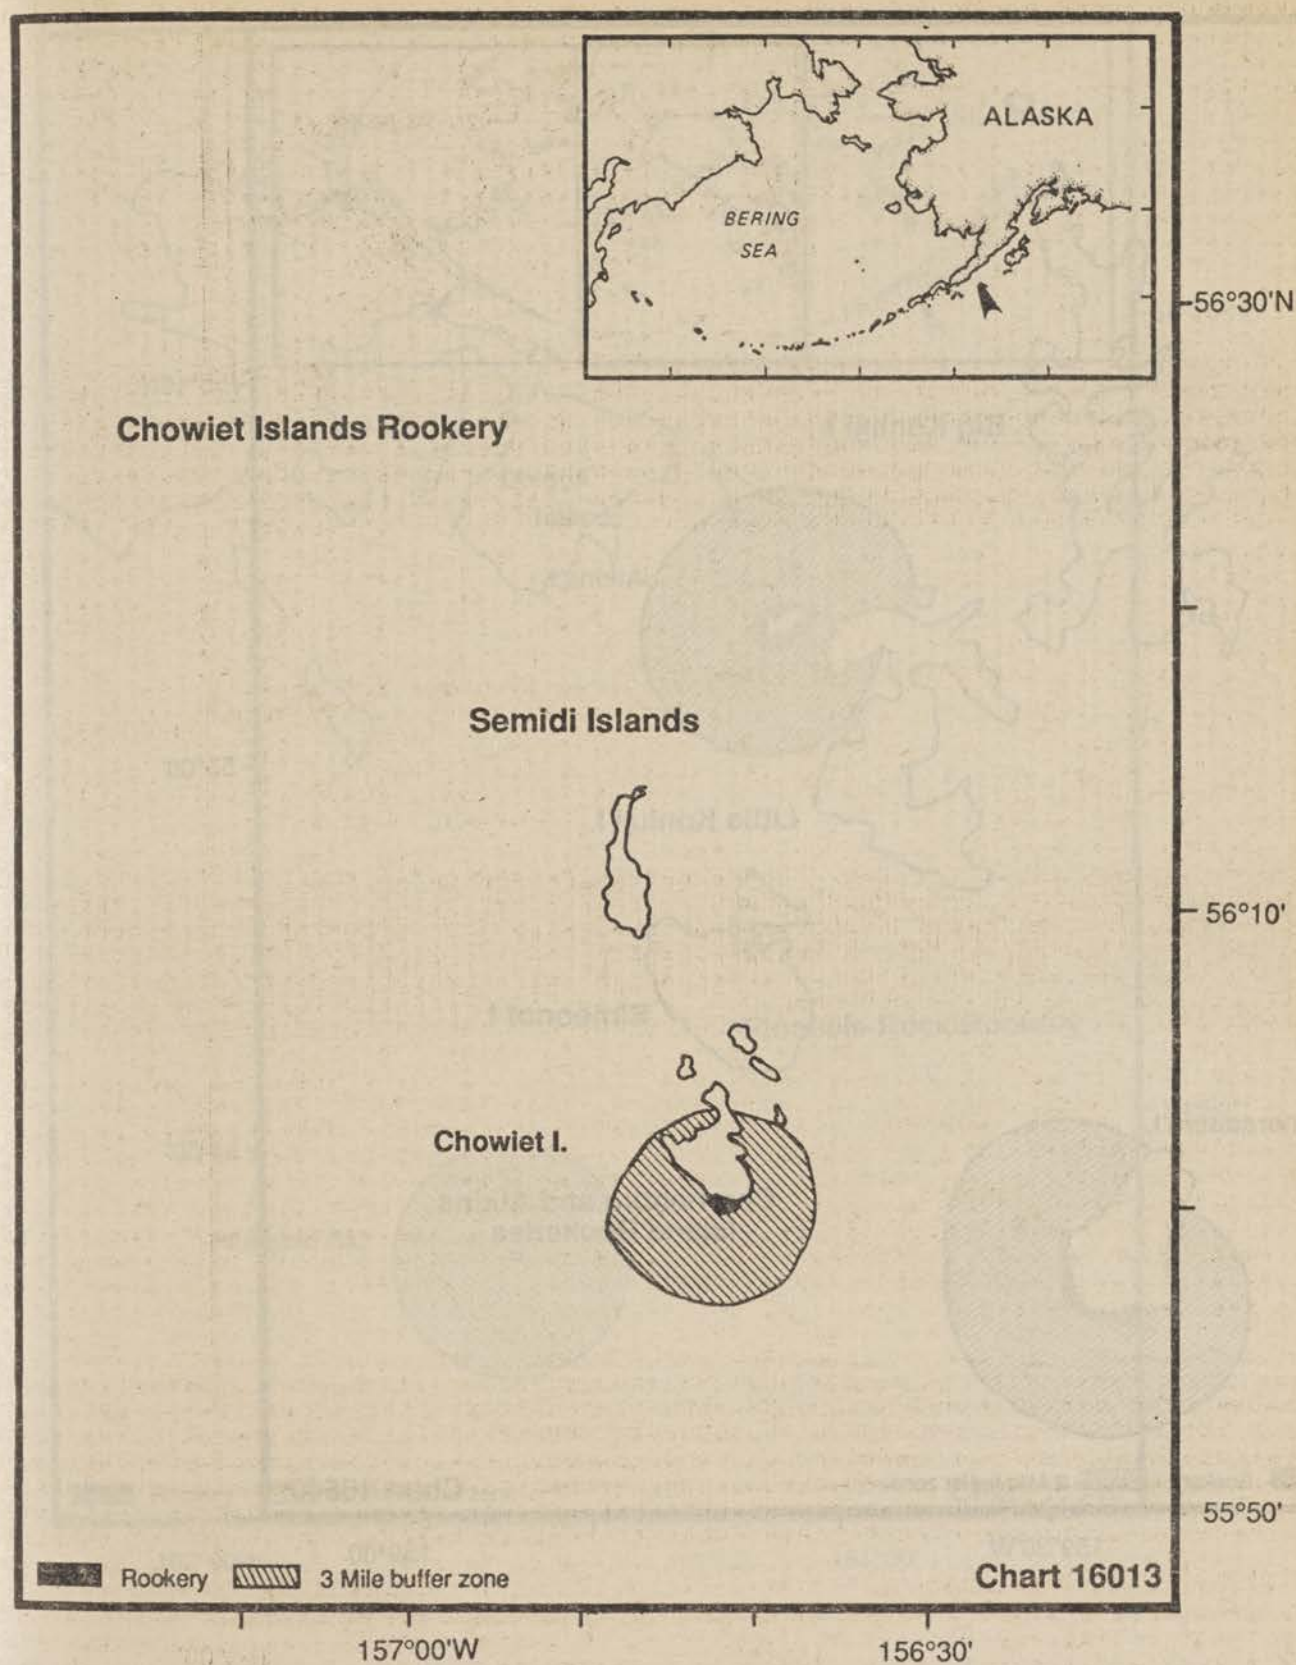 ALASKA
BERING
SEA
56°30'N
Chowiet Islands Rookery
Semidi Islands
56°10'
Chowiet I.
55°50'
Rookery
3 Mile buffer zone
Chart 16013
157°00'W
156°30'